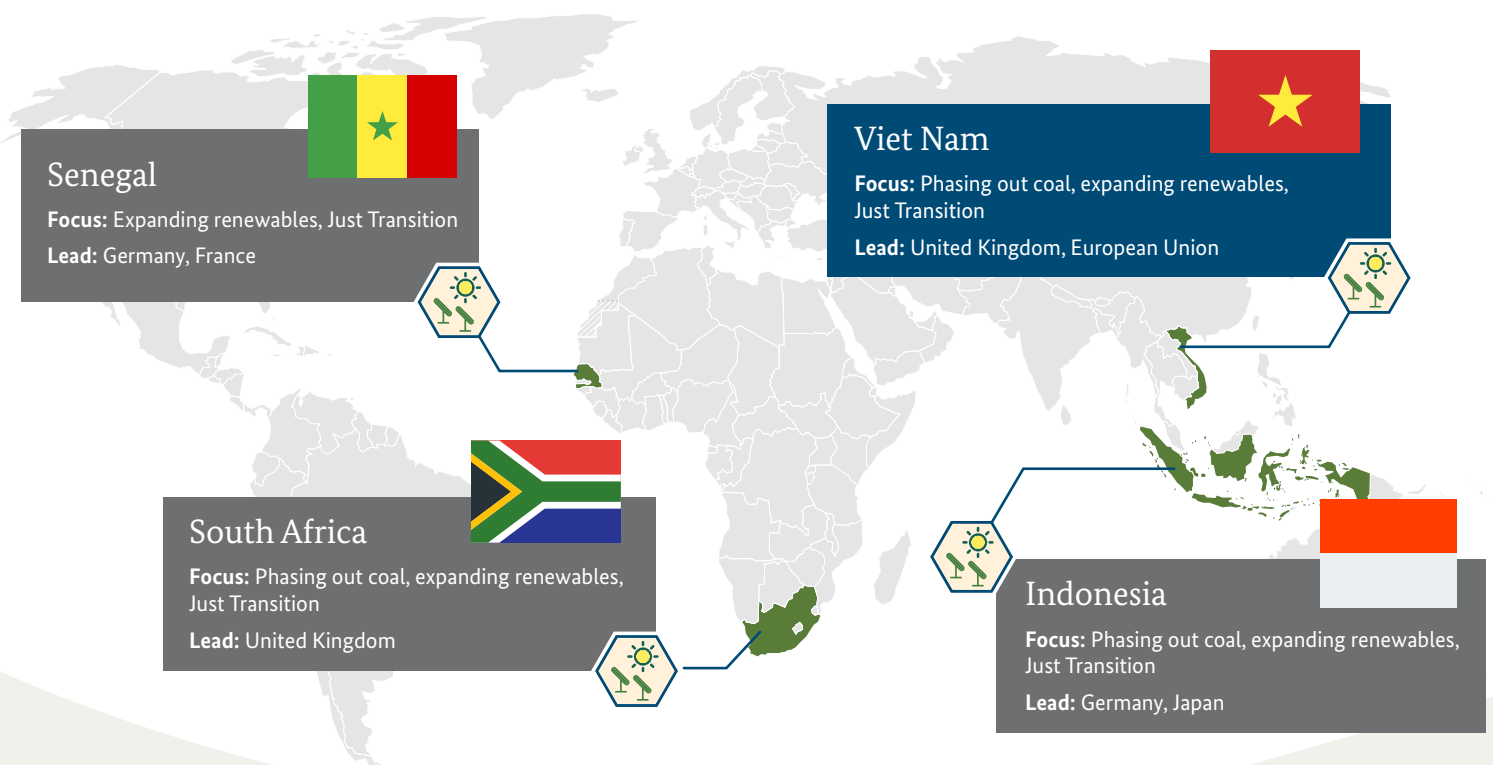 Senegal
Focus: Expanding renewables, Just Transition
Lead: Germany, France
Viet Nam
Focus: Phasing out coal, expanding renewables,
Just Transition
Lead: United Kingdom, European Union
South Africa
Focus: Phasing out coal, expanding renewables,
Just Transition
Lead: United Kingdom
Indonesia
Focus: Phasing out coal, expanding renewables,
Just Transition
Lead: Germany, Japan